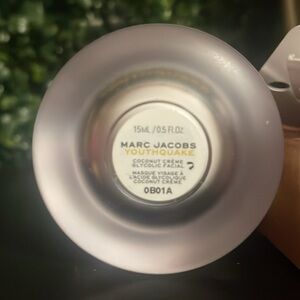 15ML / 0.5 FL.OZ
MARC JACOBS
YOUTHQUAKE
COCONUT CRÈME
GLYCOLIC FACIAL
MASQUE VISAGE À
L'ACIDE GLYCOLIQUE
COCONUT CRÈME
0B01A